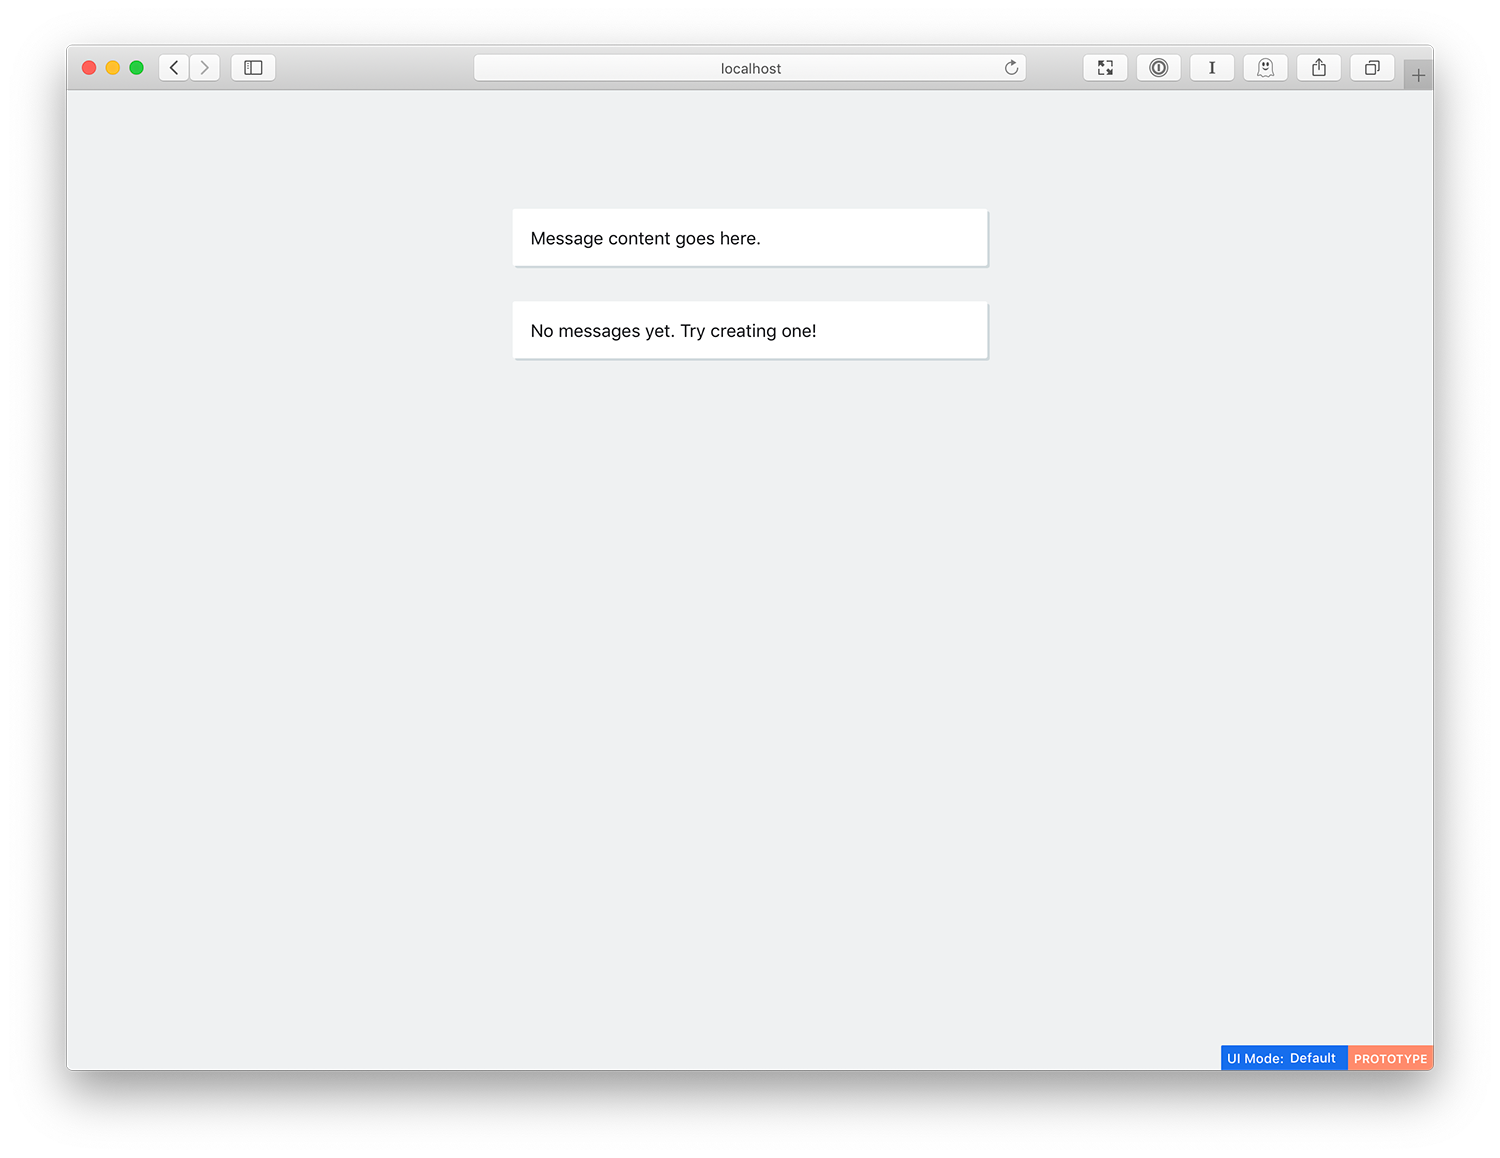 localhost
Message content goes here.
No messages yet. Try creating one!
UI Mode: Default PROTOTYPE